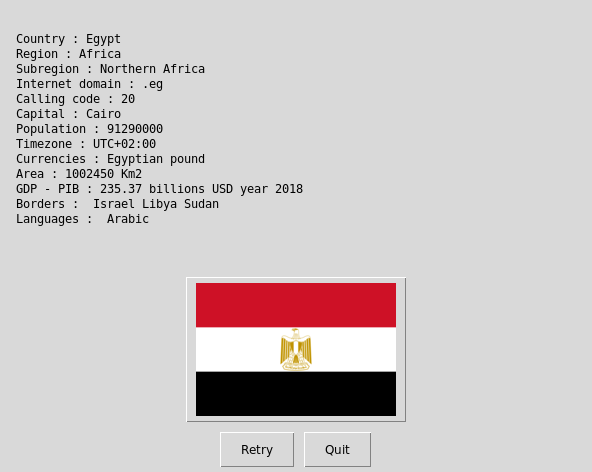 Country : Egypt
Region : Africa
Subregion : Northern Africa
Internet domain : .eg
Calling code : 20
Capital : Cairo
Population : 91290000
Timezone : UTC+02:00
Currencies : Egyptian pound
Area : 1002450 Km2
GDP - PIB : 235.37 billions USD year 2018
Borders :  Israel Libya Sudan
Languages :  Arabic
Retry Quit